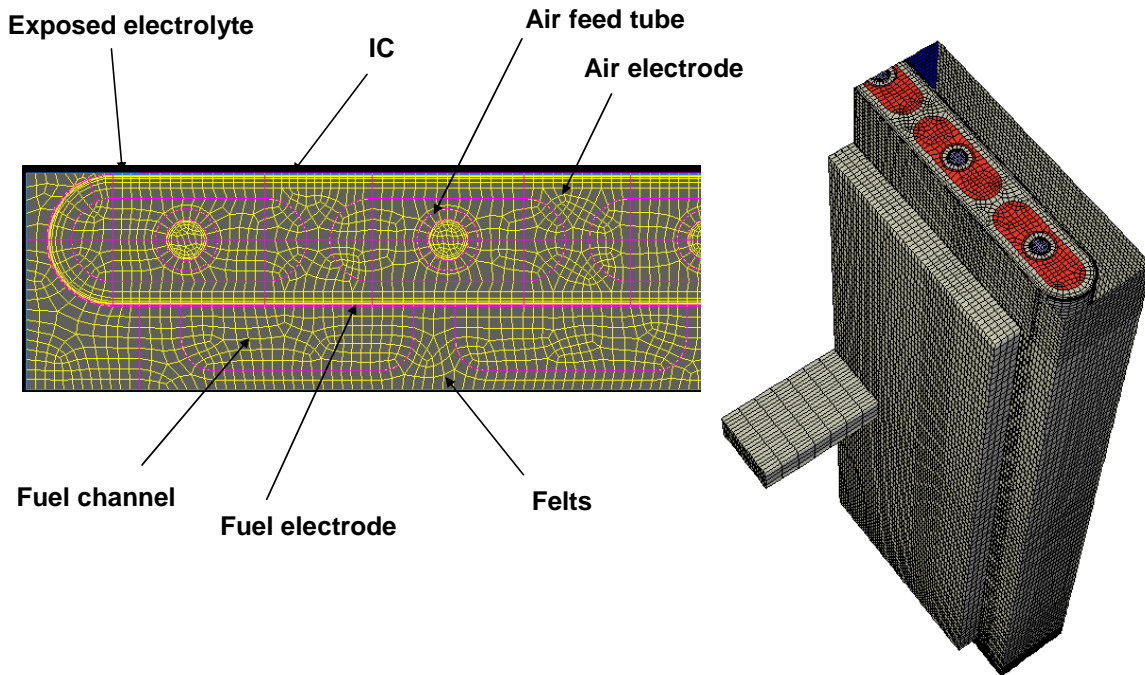 Exposed electrolyte
IC
Air feed tube
Air electrode
Fuel channel
Fuel electrode
Felts